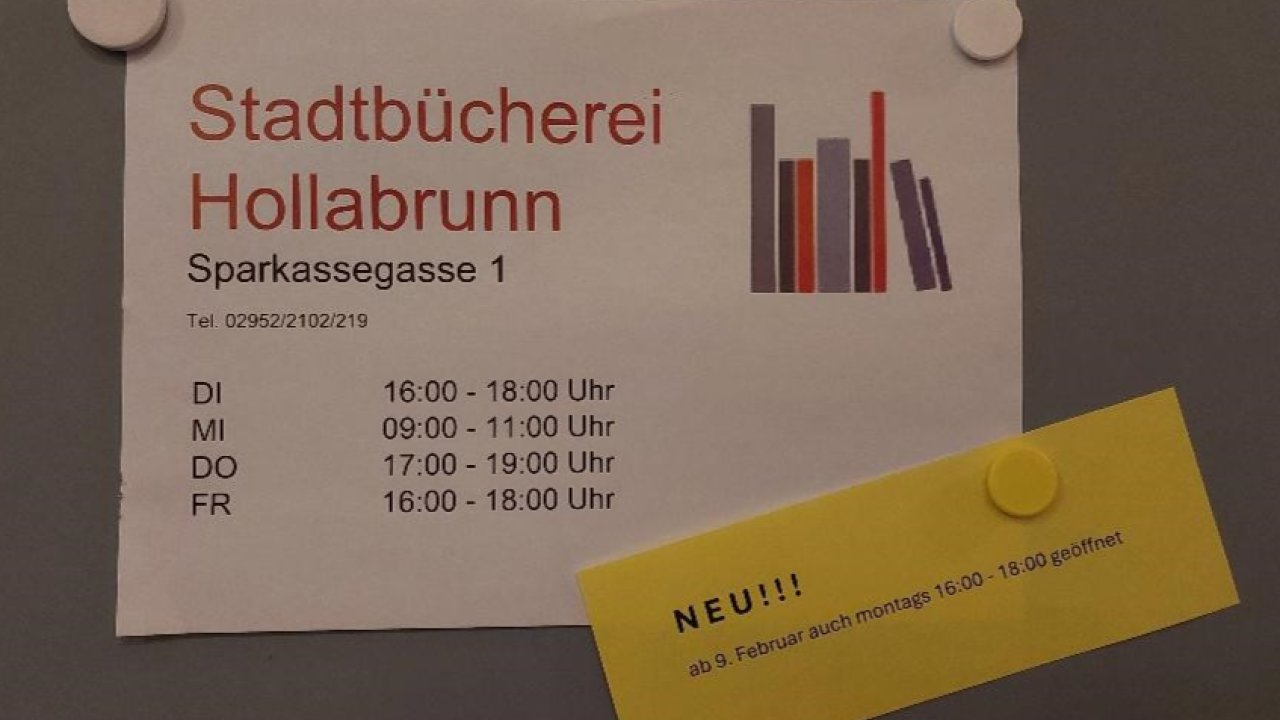 Stadtbücherei
Hollabrunn
Sparkassegasse 1
Tel. 02952/2102/219
DI 16:00 - 18:00 Uhr
MI 09:00 - 11:00 Uhr
DO 17:00 - 19:00 Uhr
FR 16:00 - 18:00 Uhr
NEU!!!
ab 9. Februar auch montags 16:00 - 18:00 geöffnet